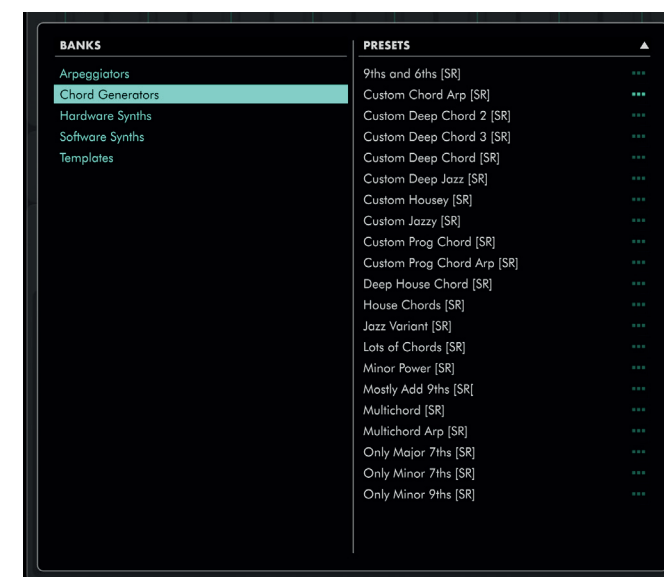 BANKS
Arpeggiators
Chord Generators
Hardware Synths
Software Synths
Templates
PRESETS
9ths and 6ths [SR]
Custom Chord Arp [SR]
Custom Deep Chord 2 [SR]
Custom Deep Chord 3 [SR]
Custom Deep Chord [SR]
Custom Deep Jazz [SR]
Custom Housey [SR]
Custom Jazzy [SR]
Custom Prog Chord [SR]
Custom Prog Chord Arp [SR]
Deep House Chord [SR]
House Chords [SR]
Jazz Variant [SR]
Lots of Chords [SR]
Minor Power [SR]
Mostly Add 9ths [SR[
Multichord [SR]
Multichord Arp [SR]
Only Major 7ths [SR]
Only Minor 7ths [SR]
Only Minor 9ths [SR]